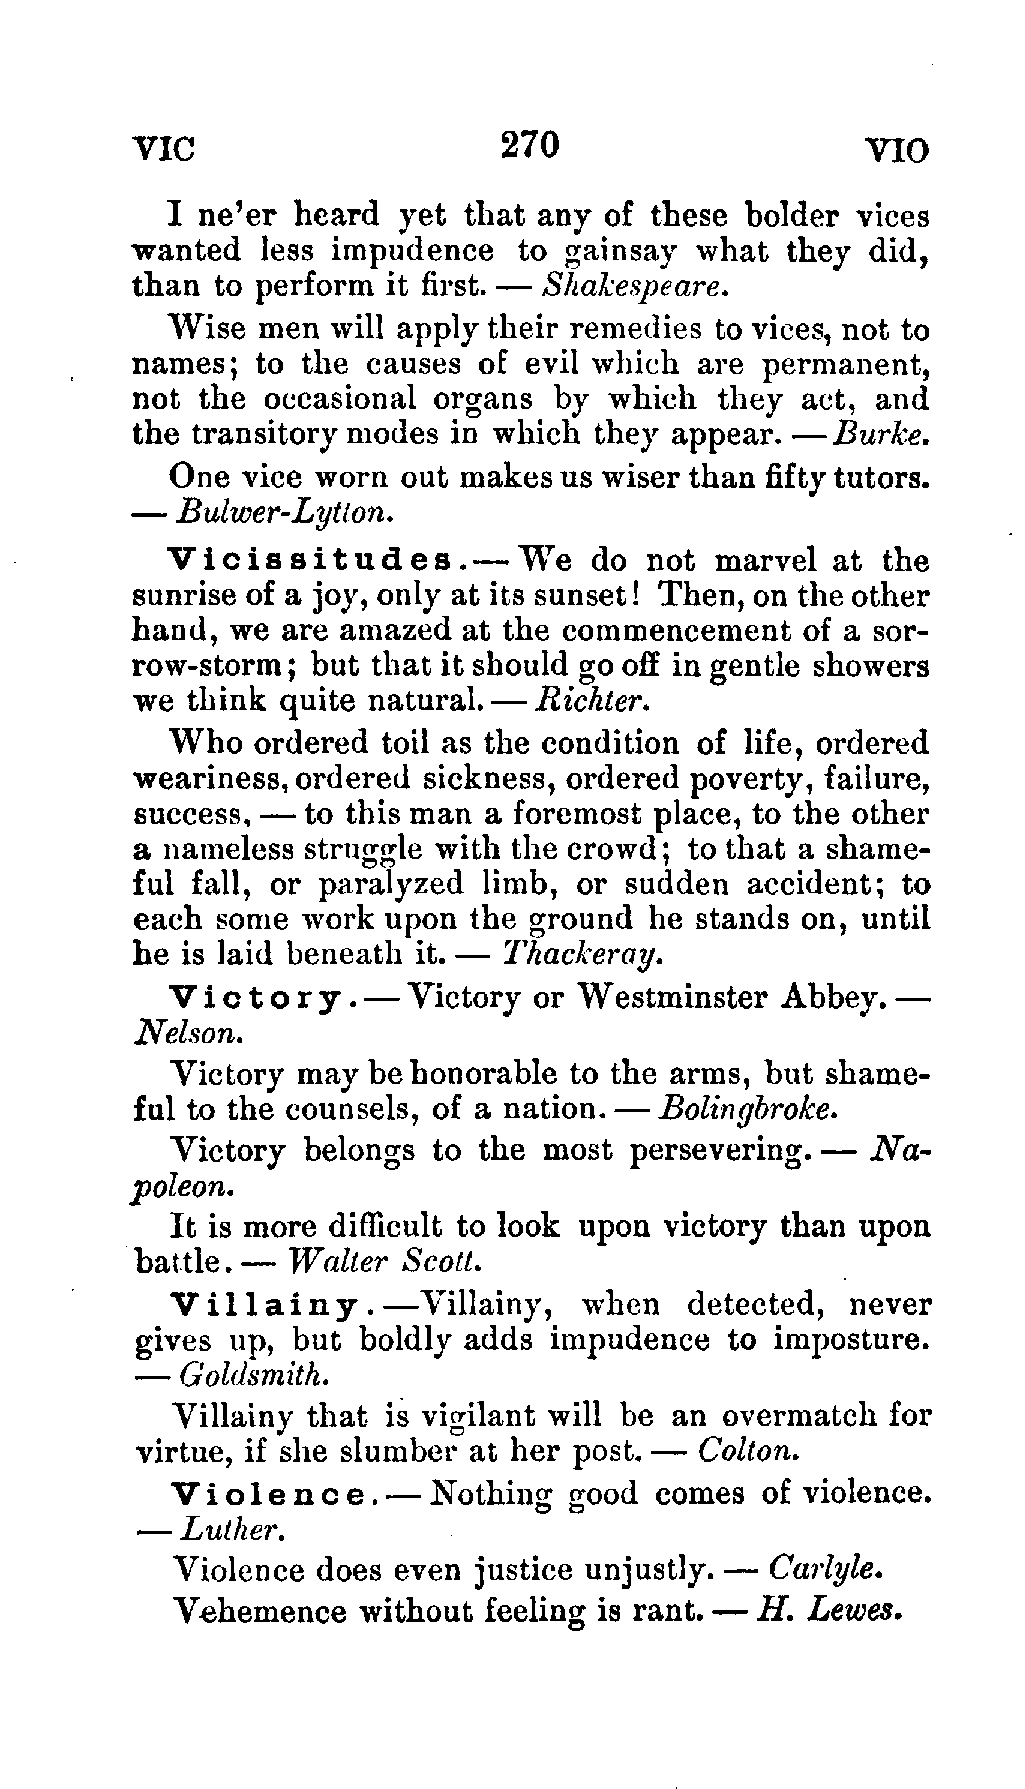 VIC 270 VIO
I ne'er heard yet that any of these bolder vices
wanted less impudence to gainsay what they did,
than to perform it first. — Shakespeare.
Wise men will apply their remedies to vices, not to
names; to the causes of evil which are permanent,
not the occasional organs by which they act, and
the transitory modes in which they appear. — Burke.
One vice worn out makes us wiser than fifty tutors.
— Bulwer-Lytton.
Vicissitudes. — We do not marvel at the
sunrise of a joy, only at its sunset! Then, on the other
hand, we are amazed at the commencement of a sor-
row-storm; but that it should go off in gentle showers
we think quite natural. — Richter.
Who ordered toil as the condition of life, ordered
weariness, ordered sickness, ordered poverty, failure,
success, — to this man a foremost place, to the other
a nameless struggle with the crowd; to that a shame-
ful fall, or paralyzed limb, or sudden accident; to
each some work upon the ground he stands on, until
he is laid beneath it. — Thackeray.
Victory. — Victory or Westminster Abbey. —
Nelson.
Victory may be honorable to the arms, but shame-
ful to the counsels, of a nation. — Bolingbroke.
Victory belongs to the most persevering. — Na-
poleon.
It is more difficult to look upon victory than upon
battle. — Walter Scott.
Villainy. — Villainy, when detected, never
gives up, but boldly adds impudence to imposture.
— Goldsmith.
Villainy that is vigilant will be an overmatch for
virtue, if she slumber at her post. — Colton.
Violence. — Nothing good comes of violence.
— Luther.
Violence does even justice unjustly. — Carlyle.
Vehemence without feeling is rant. — H. Lewes.